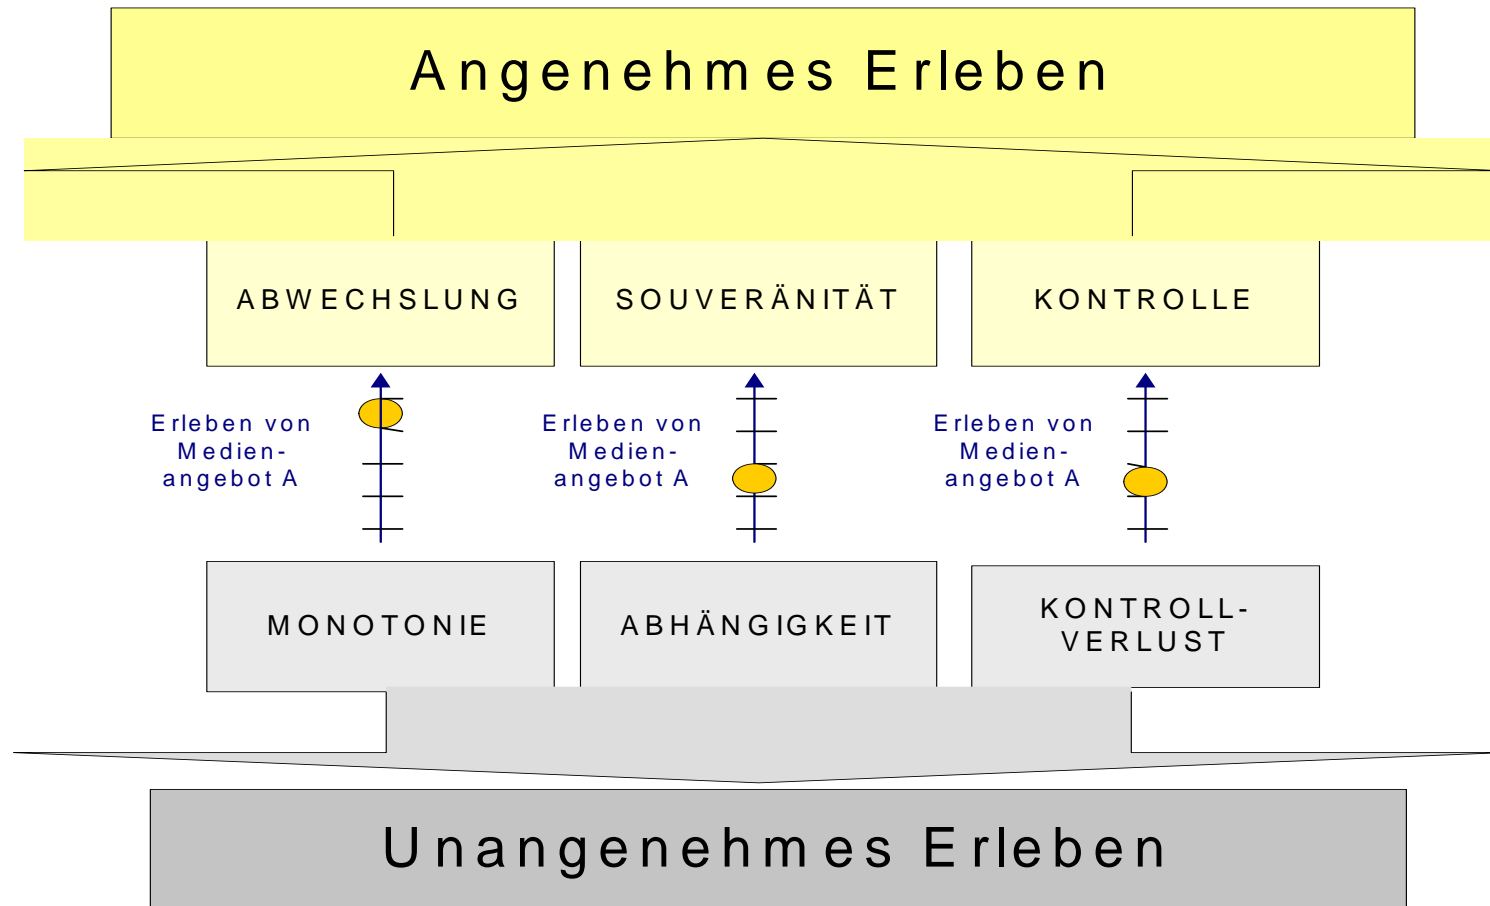 Angenehmes Erleben
ABWECHSLUNG
SOUVERÄNITÄT
KONTROLLE
Erleben von
Medien-
angebot A
Erleben von
Medien-
angebot A
Erleben von
Medien-
angebot A
MONOTONIE
ABHÄNGIGKEIT
KONTROLL-
VERLUST
Unangenehmes Erleben